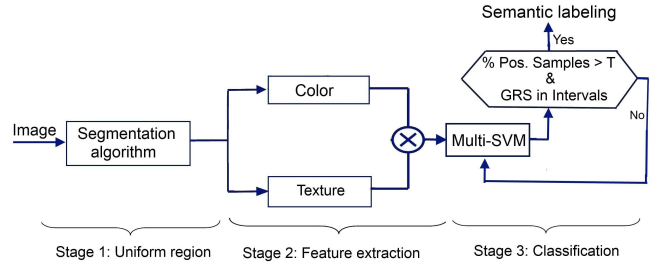 Semantic labeling
Yes
% Pos. Samples > T
&
GRS in Intervals
No
Color
Image
Segmentation
algorithm
Multi-SVM
Texture
Stage 1: Uniform region
Stage 2: Feature extraction
Stage 3: Classification